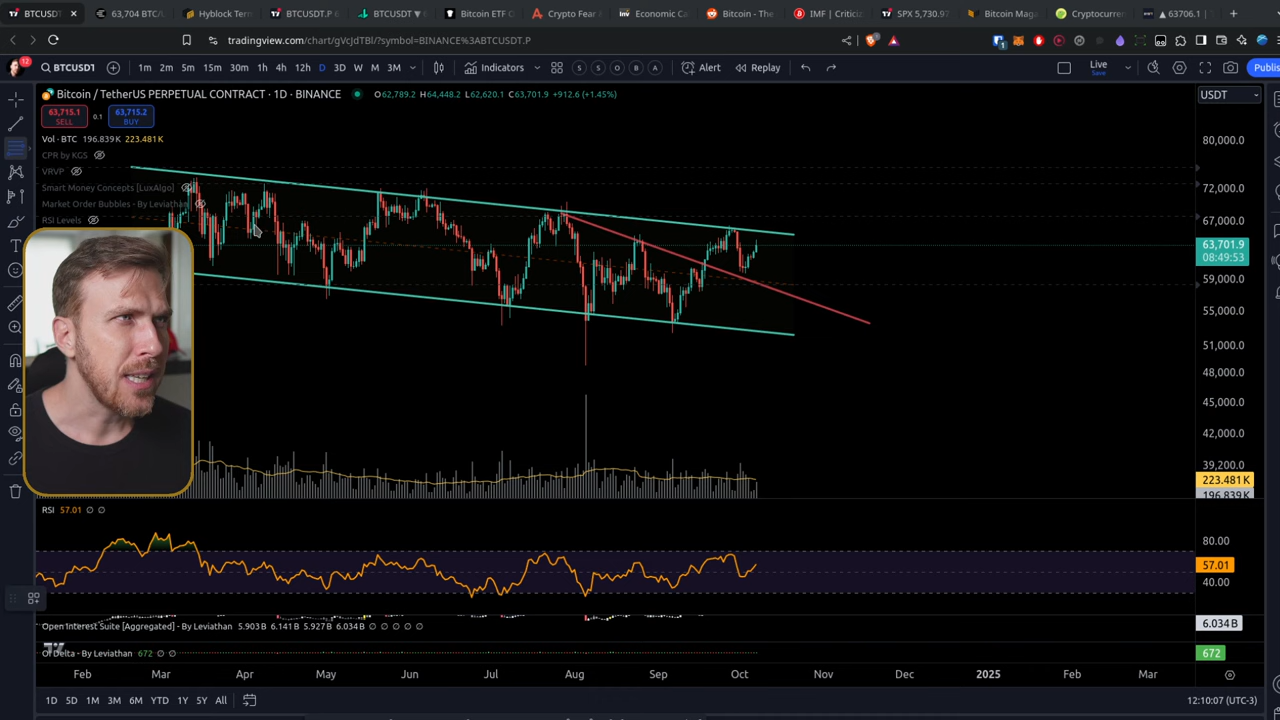 BTCUSDT
63,704 BTC/
Hyblock Term
BTCUSDT.P 6
BTCUSDT ▼
Bitcoin ETF
Crypto Fear
Economic Ca
Reddit - The
IMF | Criticiz
SPX 5,730.97
Bitcoin Maga
Cryptocurren
▲ 63706.1 |
tradingview.com/chart/gVcJdTBl/?symbol=BINANCE%3ABTCUSDT.P
12
BTCUSDT
1m 2m 5m 15m 30m 1h 4h 12h D 3D W M 3M
Indicators
S S O B A
Alert
Replay
Live
Save
Publis
Bitcoin / TetherUS PERPETUAL CONTRACT · 1D · BINANCE
O62,789.2 H64,448.2 L62,620.1 C63,701.9 +912.6 (+1.45%)
USDT
63,715.1
SELL
0.1
63,715.2
BUY
Vol · BTC 196.839K 223.481K
CPR by KGS
VRVP
Smart Money Concepts [LuxAlgo]
Market Order Bubbles - By Leviathan
RSI Levels
80,000.0
72,000.0
67,000.0
63,701.9
08:49:53
59,000.0
55,000.0
51,000.0
48,000.0
45,000.0
42,000.0
39,200.0
223.481K
196.839K
RSI 57.01
80.00
57.01
40.00
Open Interest Suite [Aggregated] - By Leviathan 5.903B 6.141B 5.927B 6.034B
6.034B
OI Delta - By Leviathan 672
672
Feb Mar Apr May Jun Jul Aug Sep Oct Nov Dec 2025 Feb Mar
1D 5D 1M 3M 6M YTD 1Y 5Y All
12:10:07 (UTC-3)